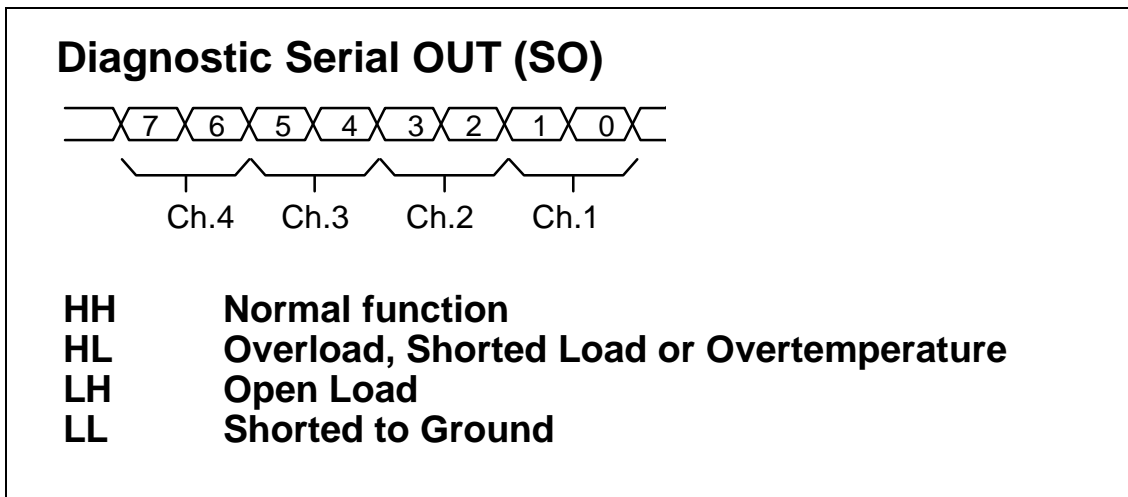 Diagnostic Serial OUT (SO)
7 6 5 4 3 2 1 0
Ch.4 Ch.3 Ch.2 Ch.1
HH Normal function
HL Overload, Shorted Load or Overtemperature
LH Open Load
LL Shorted to Ground